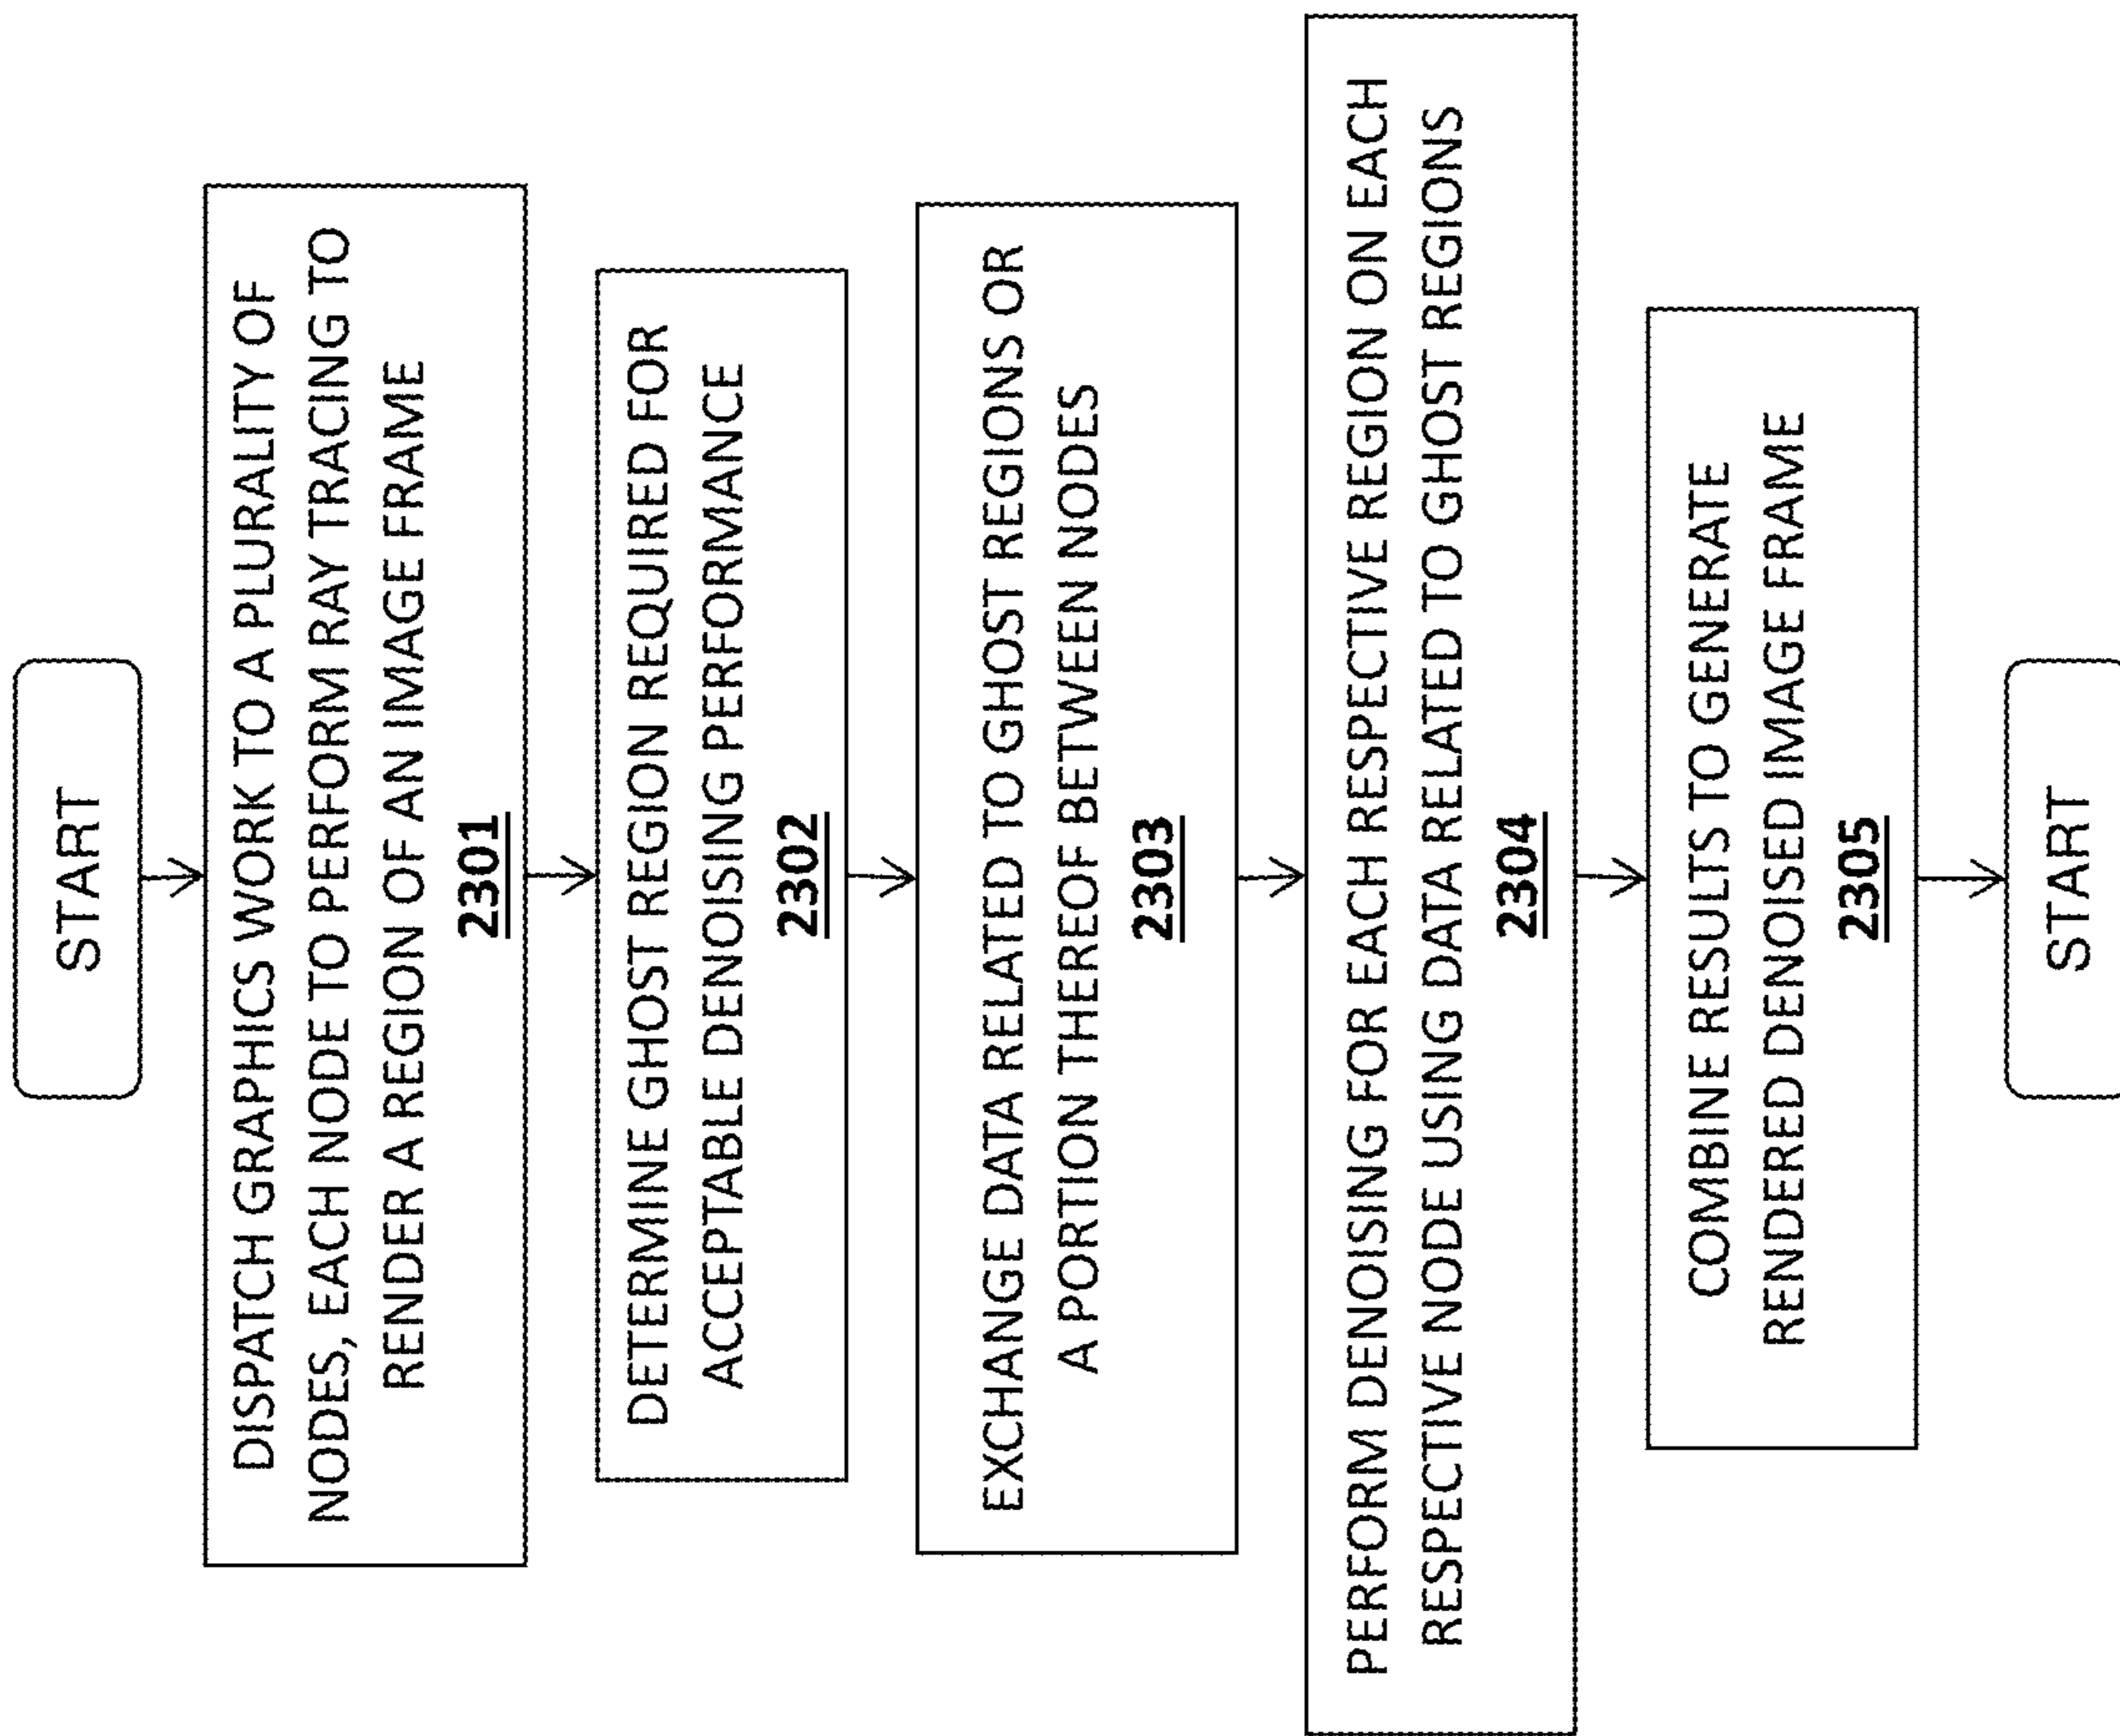 START
DISPATCH GRAPHICS WORK TO A PLURALITY OF
NODES, EACH NODE TO PERFORM RAY TRACING TO
RENDER A REGION OF AN IMAGE FRAME
2301
DETERMINE GHOST REGION REQUIRED FOR
ACCEPTABLE DENOISING PERFORMANCE
2302
EXCHANGE DATA RELATED TO GHOST REGIONS OR
A PORTION THEREOF BETWEEN NODES
2303
PERFORM DENOISING FOR EACH RESPECTIVE REGION ON EACH
RESPECTIVE NODE USING DATA RELATED TO GHOST REGIONS
2304
COMBINE RESULTS TO GENERATE
RENDERED DENOISED IMAGE FRAME
2305
START